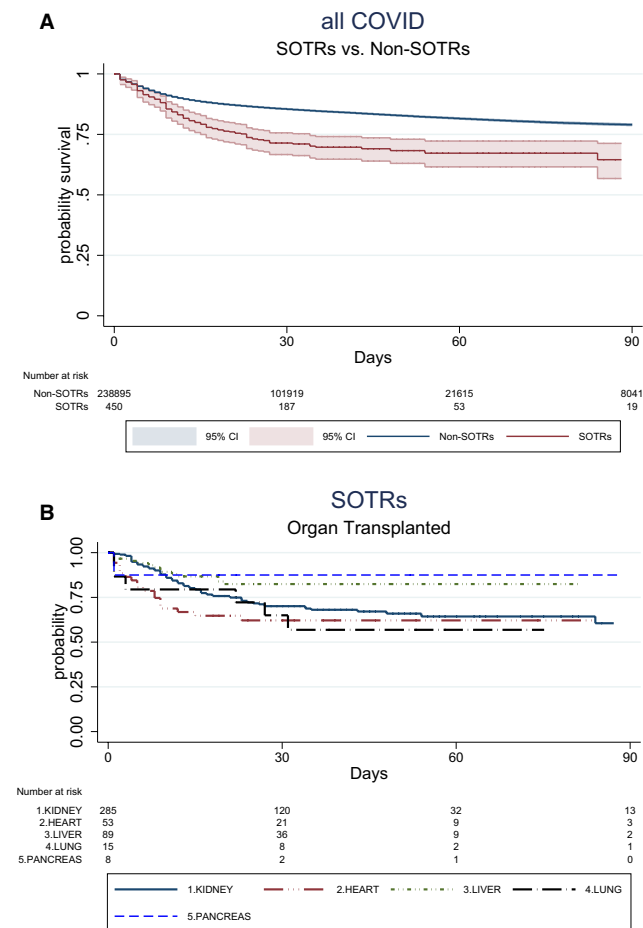 A
all COVID
SOTRs vs. Non-SOTRs
probability survival
1
.75
.5
.25
0
0 30 60 90
Days
Number at risk
Non-SOTRs 238895 101919 21615 8041
SOTRs 450 187 53 19
95% CI 95% CI Non-SOTRs SOTRs
B
SOTRs
Organ Transplanted
probability
1.00
0.75
0.50
0.25
0.00
0 30 60 90
Days
Number at risk
1.KIDNEY 285 120 32 13
2.HEART 53 21 9 3
3.LIVER 89 36 9 2
4.LUNG 15 8 2 1
5.PANCREAS 8 2 1 0
1.KIDNEY 2.HEART 3.LIVER 4.LUNG
5.PANCREAS